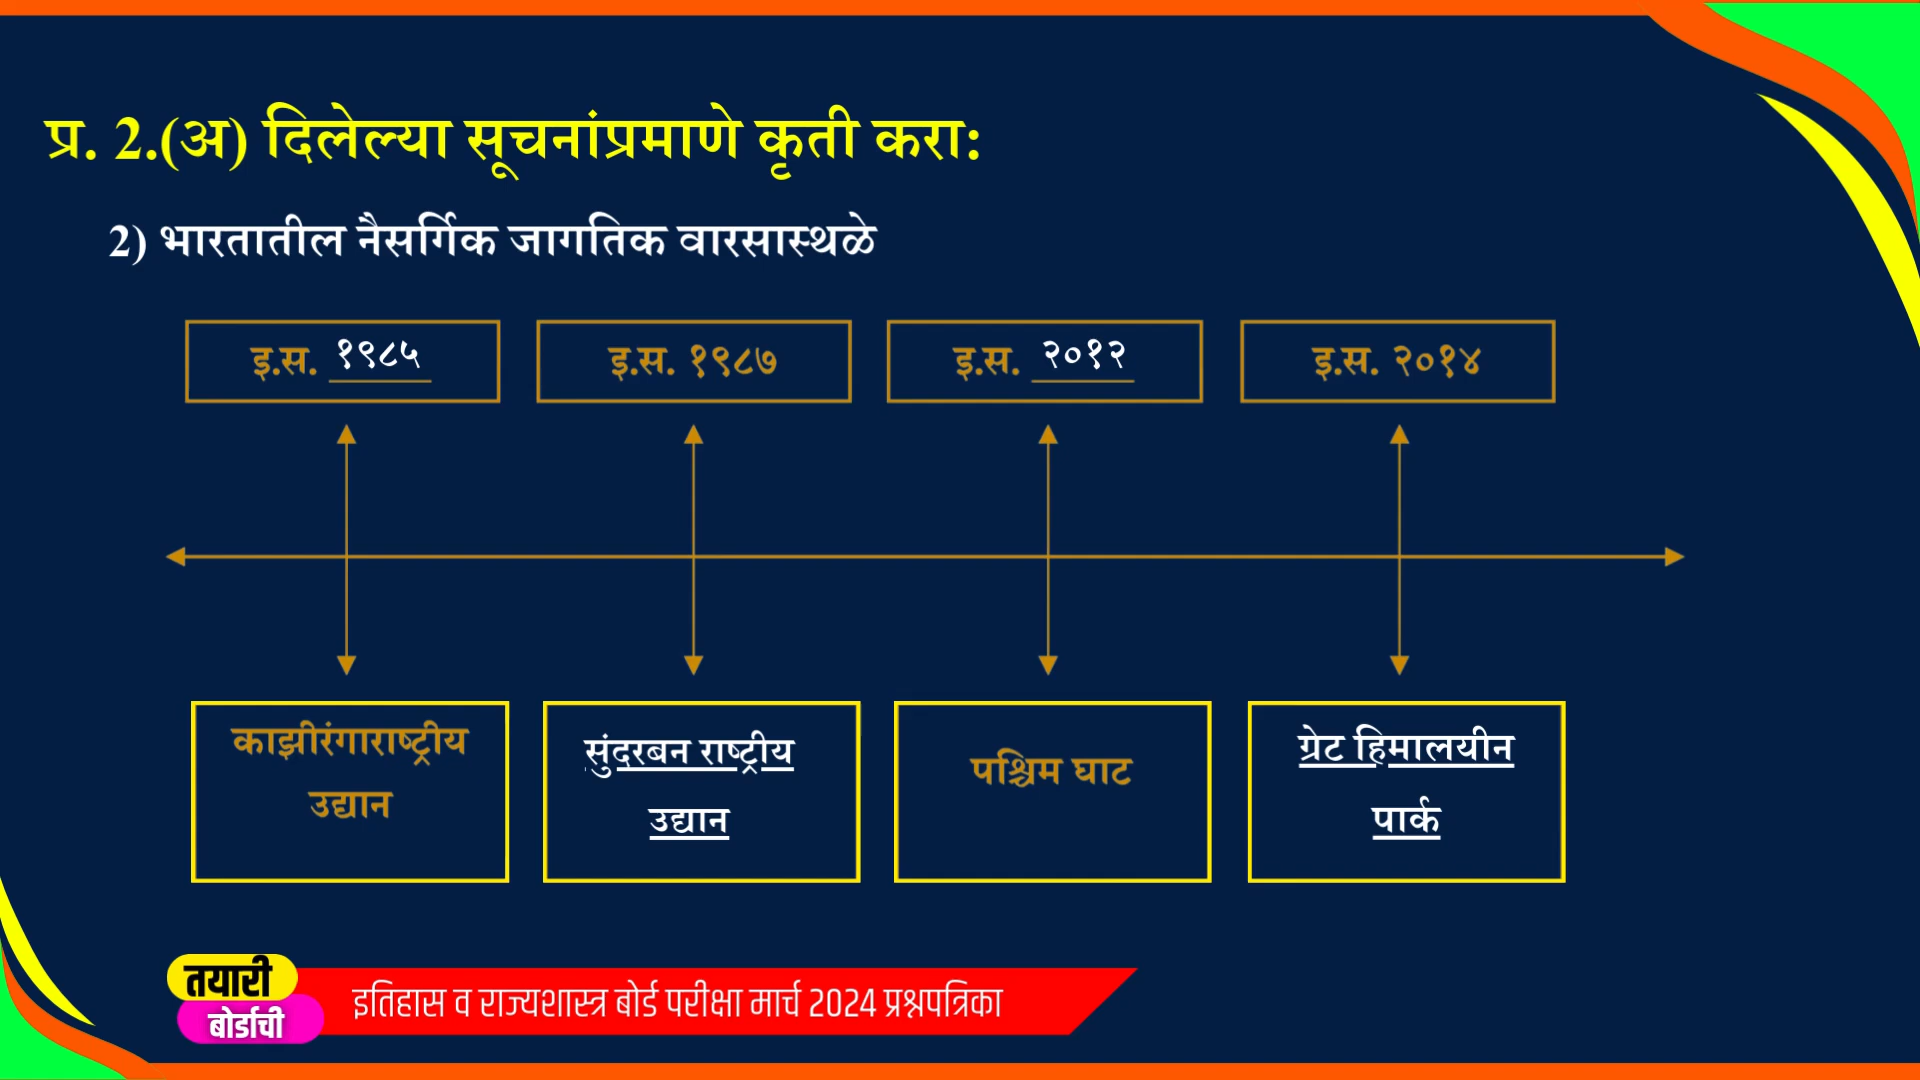 प्र. 2.(अ) दिलेल्या सूचनांप्रमाणे कृती करा:
2) भारतातील नैसर्गिक जागतिक वारसास्थळे
इ.स. १९८५
इ.स. १९८७
इ.स. २०१२
इ.स. २०१४
काझीरंगाराष्ट्रीय
उद्यान
सुंदरबन राष्ट्रीय
उद्यान
पश्चिम घाट
ग्रेट हिमालयीन
पार्क
तयारी
बोर्डाची
इतिहास व राज्यशास्त्र बोर्ड परीक्षा मार्च 2024 प्रश्नपत्रिका